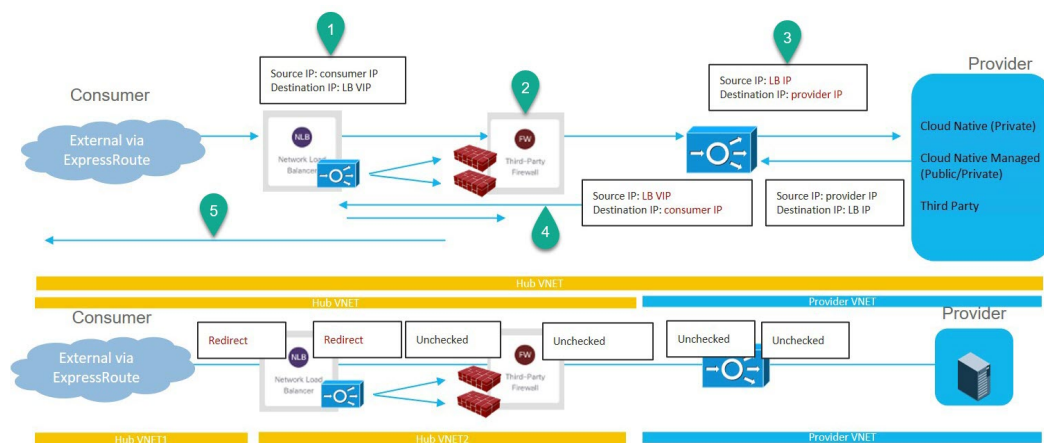 1
3
Source IP: consumer IP
Destination IP: LB VIP
Source IP: LB IP
Destination IP: provider IP
Provider
Consumer
2
External via
ExpressRoute
NLB
Network Load
Balancer
FW
Third-Party
Firewall
Cloud Native (Private)
Cloud Native Managed
(Public/Private)
Third Party
Source IP: LB VIP
Destination IP: consumer IP
Source IP: provider IP
Destination IP: LB IP
5
4
Hub VNET
Hub VNET
Provider VNET
Consumer
Provider
External via
ExpressRoute
Redirect
Redirect
Unchecked
Unchecked
Unchecked
Unchecked
NLB
Network Load
Balancer
FW
Third-Party
Firewall
Hub VNET1
Hub VNET2
Provider VNET